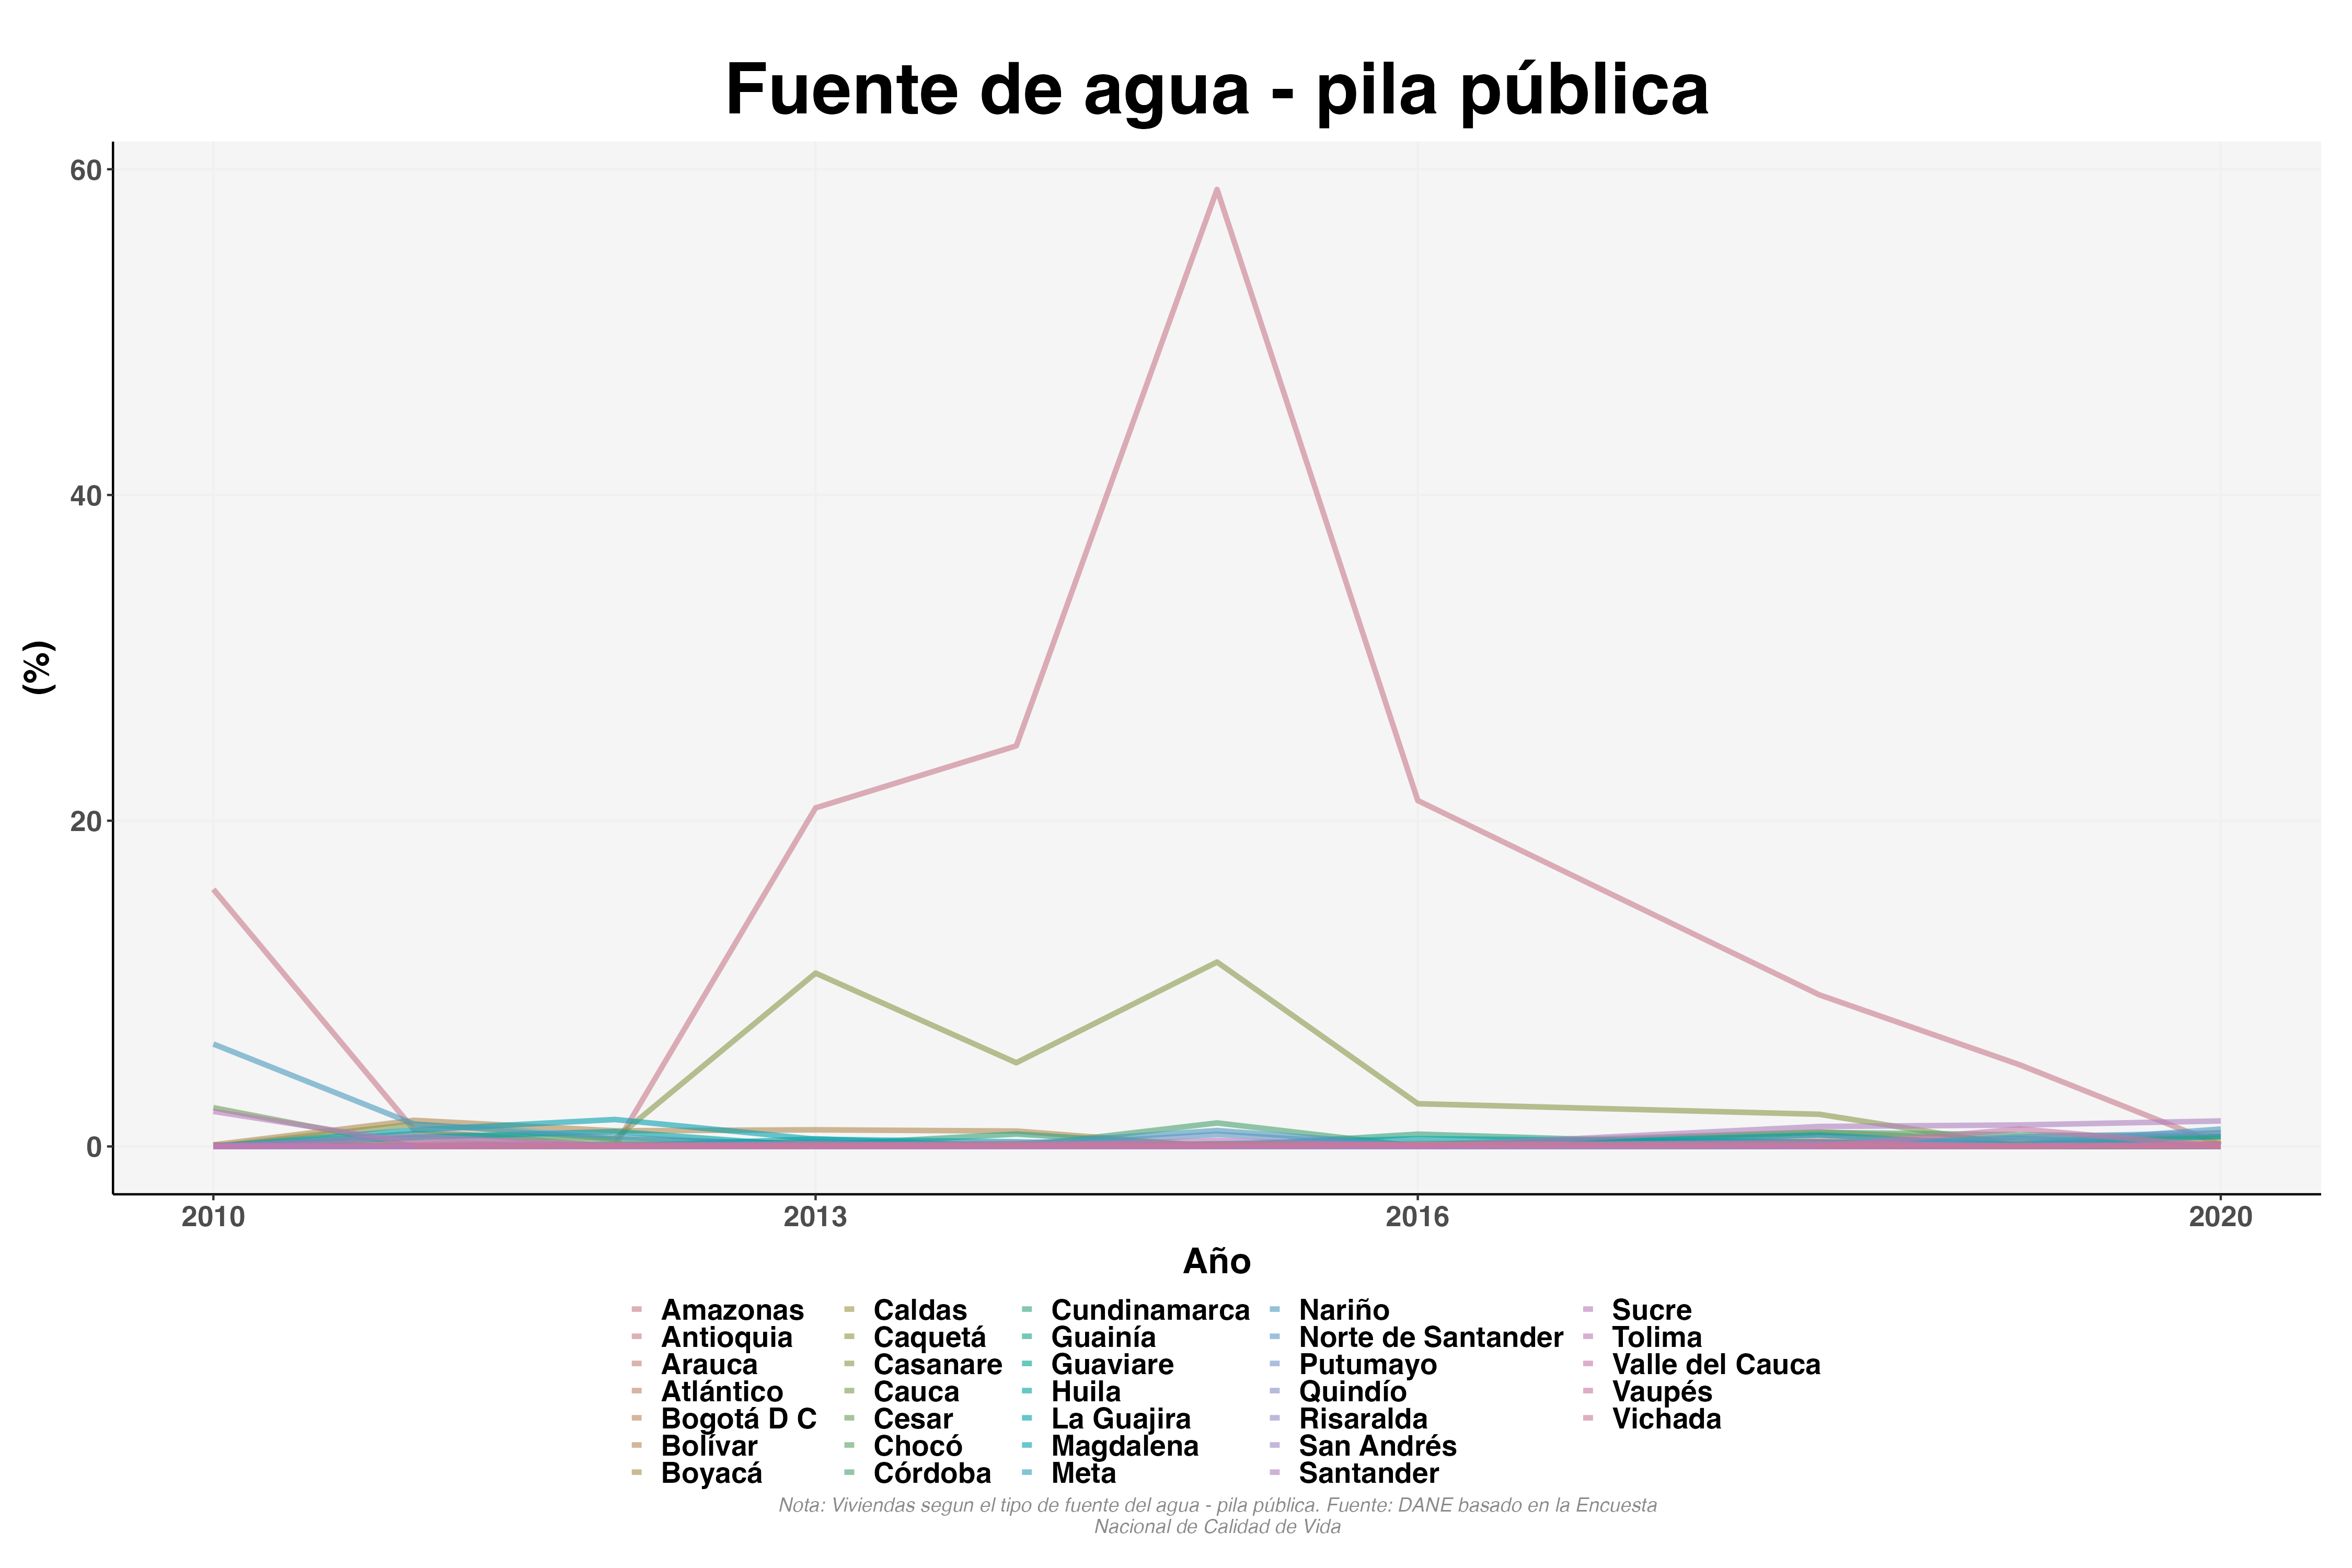 Fuente de agua - pila pública
60
40
20
0
(%)
2010 2013 2016 2020
Año
Amazonas
Antioquia
Arauca
Atlántico
Bogotá D C
Bolívar
Boyacá
Caldas
Caquetá
Casanare
Cauca
Cesar
Chocó
Córdoba
Cundinamarca
Guainía
Guaviare
Huila
La Guajira
Magdalena
Meta
Nariño
Norte de Santander
Putumayo
Quindío
Risaralda
San Andrés
Santander
Sucre
Tolima
Valle del Cauca
Vaupés
Vichada
Nota: Viviendas segun el tipo de fuente del agua - pila pública. Fuente: DANE basado en la Encuesta
Nacional de Calidad de Vida